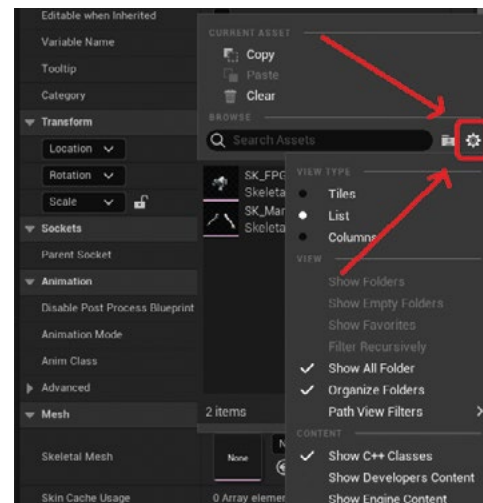 Editable when Inherited
Variable Name
Tooltip
Category
Transform
Location
Rotation
Scale
Sockets
Parent Socket
Animation
Disable Post Process Blueprint
Animation Mode
Anim Class
Advanced
Mesh
Skeletal Mesh
Skin Cache Usage
CURRENT ASSET
Copy
Paste
Clear
BROWSE
Search Assets
SK_FPG
Skeleta
SK_Mar
Skeleta
2 items
None
N
0 Array elemer
VIEW TYPE
Tiles
List
Columns
VIEW
Show Folders
Show Empty Folders
Show Favorites
Filter Recursively
Show All Folder
Organize Folders
Path View Filters
CONTENT
Show C++ Classes
Show Developers Content
Show Engine Content